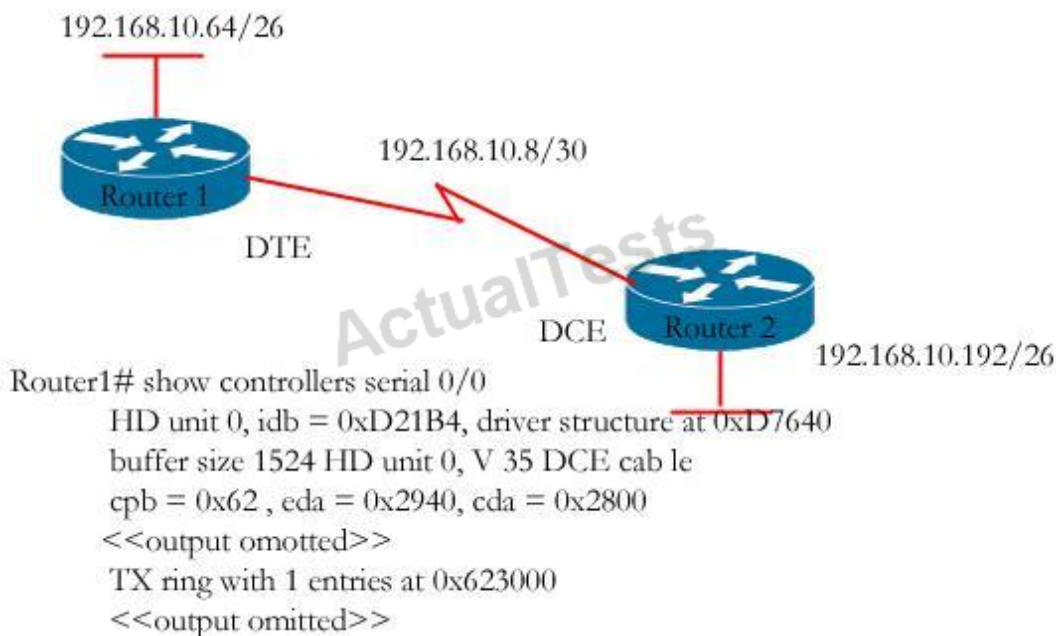 192.168.10.64/26
192.168.10.8/30
Router 1
DTE
ActualTests
DCE
Router 2
192.168.10.192/26
Router1# show controllers serial 0/0
HD unit 0, idb = 0xD21B4, driver structure at 0xD7640
buffer size 1524 HD unit 0, V 35 DCE cab le
cpb = 0x62 , eda = 0x2940, cda = 0x2800
<<output omotted>>
TX ring with 1 entries at 0x623000
<<output omitted>>